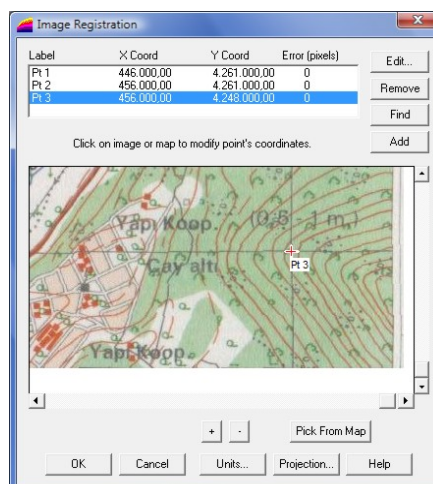 Image Registration
Label X Coord Y Coord Error (pixels)
Pt 1 446.000,00 4.261.000,00 0
Pt 2 456.000,00 4.261.000,00 0
Pt 3 456.000,00 4.248.000,00 0
Edit...
Remove
Find
Add
Click on image or map to modify point's coordinates.
Yapı Koop. (0,5 - 1 m.)
Çay altı
Pt 3
Yapı Koop.
+ - Pick From Map
OK Cancel Units... Projection... Help